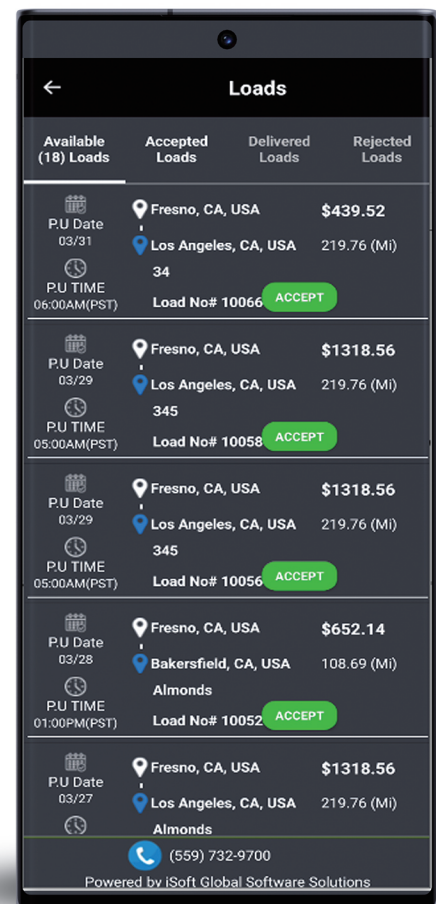 Loads
Available
(18) Loads
Accepted
Loads
Delivered
Loads
Rejected
Loads
P.U Date
03/31
P.U TIME
06:00AM(PST)
Fresno, CA, USA
Los Angeles, CA, USA
34
Load No# 10066
ACCEPT
$439.52
219.76 (Mi)
P.U Date
03/29
P.U TIME
05:00AM(PST)
Fresno, CA, USA
Los Angeles, CA, USA
345
Load No# 10058
ACCEPT
$1318.56
219.76 (Mi)
P.U Date
03/29
P.U TIME
05:00AM(PST)
Fresno, CA, USA
Los Angeles, CA, USA
345
Load No# 10056
ACCEPT
$1318.56
219.76 (Mi)
P.U Date
03/28
P.U TIME
01:00PM(PST)
Fresno, CA, USA
Bakersfield, CA, USA
Almonds
Load No# 10052
ACCEPT
$652.14
108.69 (Mi)
P.U Date
03/27
Fresno, CA, USA
Los Angeles, CA, USA
Almonds
$1318.56
219.76 (Mi)
(559) 732-9700
Powered by iSoft Global Software Solutions